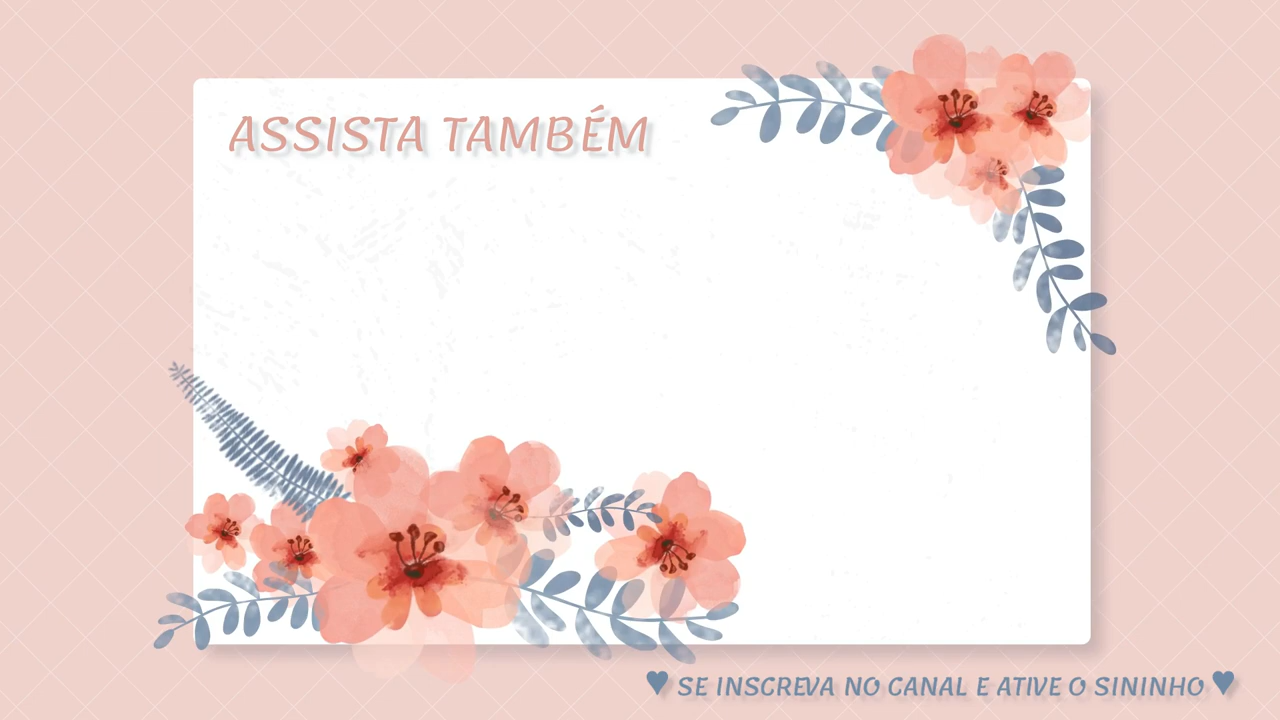 ASSISTA TAMBÉM
♥ SE INSCREVA NO CANAL E ATIVE O SININHO ♥